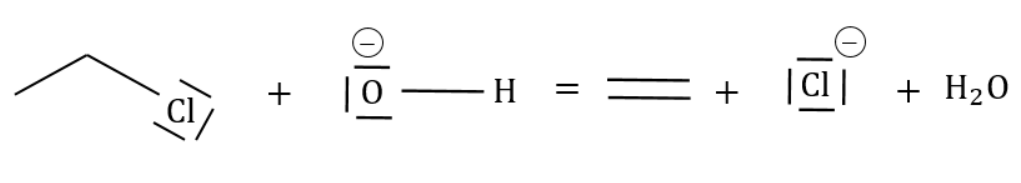 Cl + |O — H = + |Cl| + H₂O